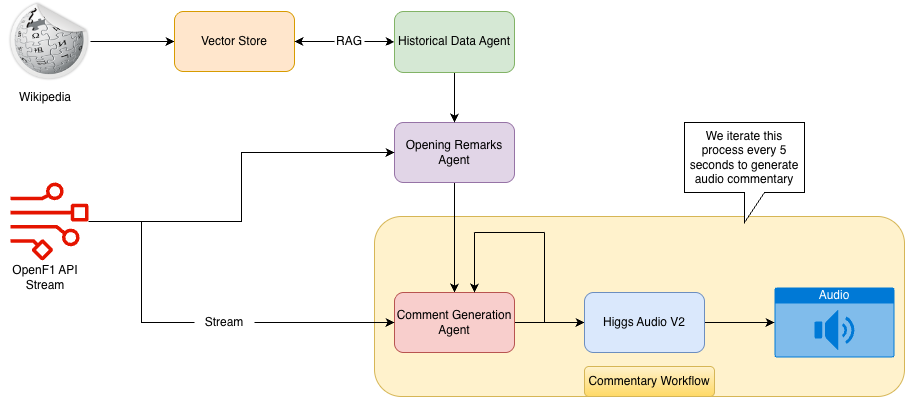 Wikipedia
Vector Store
RAG
Historical Data Agent
Opening Remarks
Agent
We iterate this
process every 5
seconds to generate
audio commentary
OpenF1 API
Stream
Stream
Comment Generation
Agent
Higgs Audio V2
Audio
Commentary Workflow